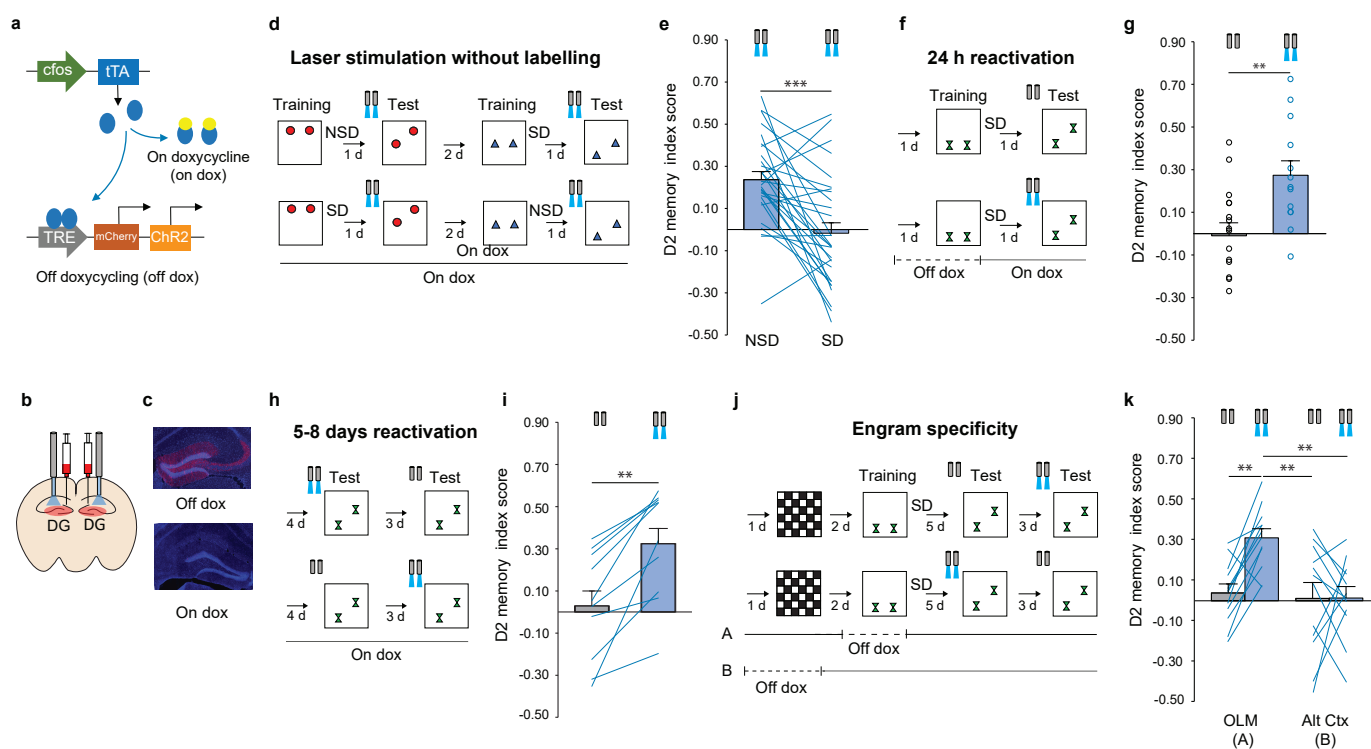 a
cfos
tTA
On doxycycline
(on dox)
TRE
mCherry
ChR2
Off doxycycling (off dox)
d
Laser stimulation without labelling
Training
Test
Training
Test
NSD
1 d
2 d
SD
1 d
SD
1 d
2 d
NSD
1 d
On dox
On dox
e
D2 memory index score
0.90
0.70
0.50
0.30
0.10
-0.10
-0.30
-0.50
***
NSD
SD
f
24 h reactivation
Training
Test
1 d
SD
1 d
1 d
SD
1 d
Off dox
On dox
g
D2 memory index score
0.90
0.70
0.50
0.30
0.10
-0.10
-0.30
-0.50
**
b
DG
DG
c
Off dox
On dox
h
5-8 days reactivation
Test
Test
4 d
3 d
4 d
3 d
On dox
i
D2 memory index score
0.90
0.70
0.50
0.30
0.10
-0.10
-0.30
-0.50
**
j
Engram specificity
Training
Test
Test
1 d
2 d
SD
5 d
3 d
1 d
2 d
SD
5 d
3 d
A
Off dox
B
Off dox
k
D2 memory index score
0.90
0.70
0.50
0.30
0.10
-0.10
-0.30
-0.50
**
**
**
OLM
(A)
Alt Ctx
(B)